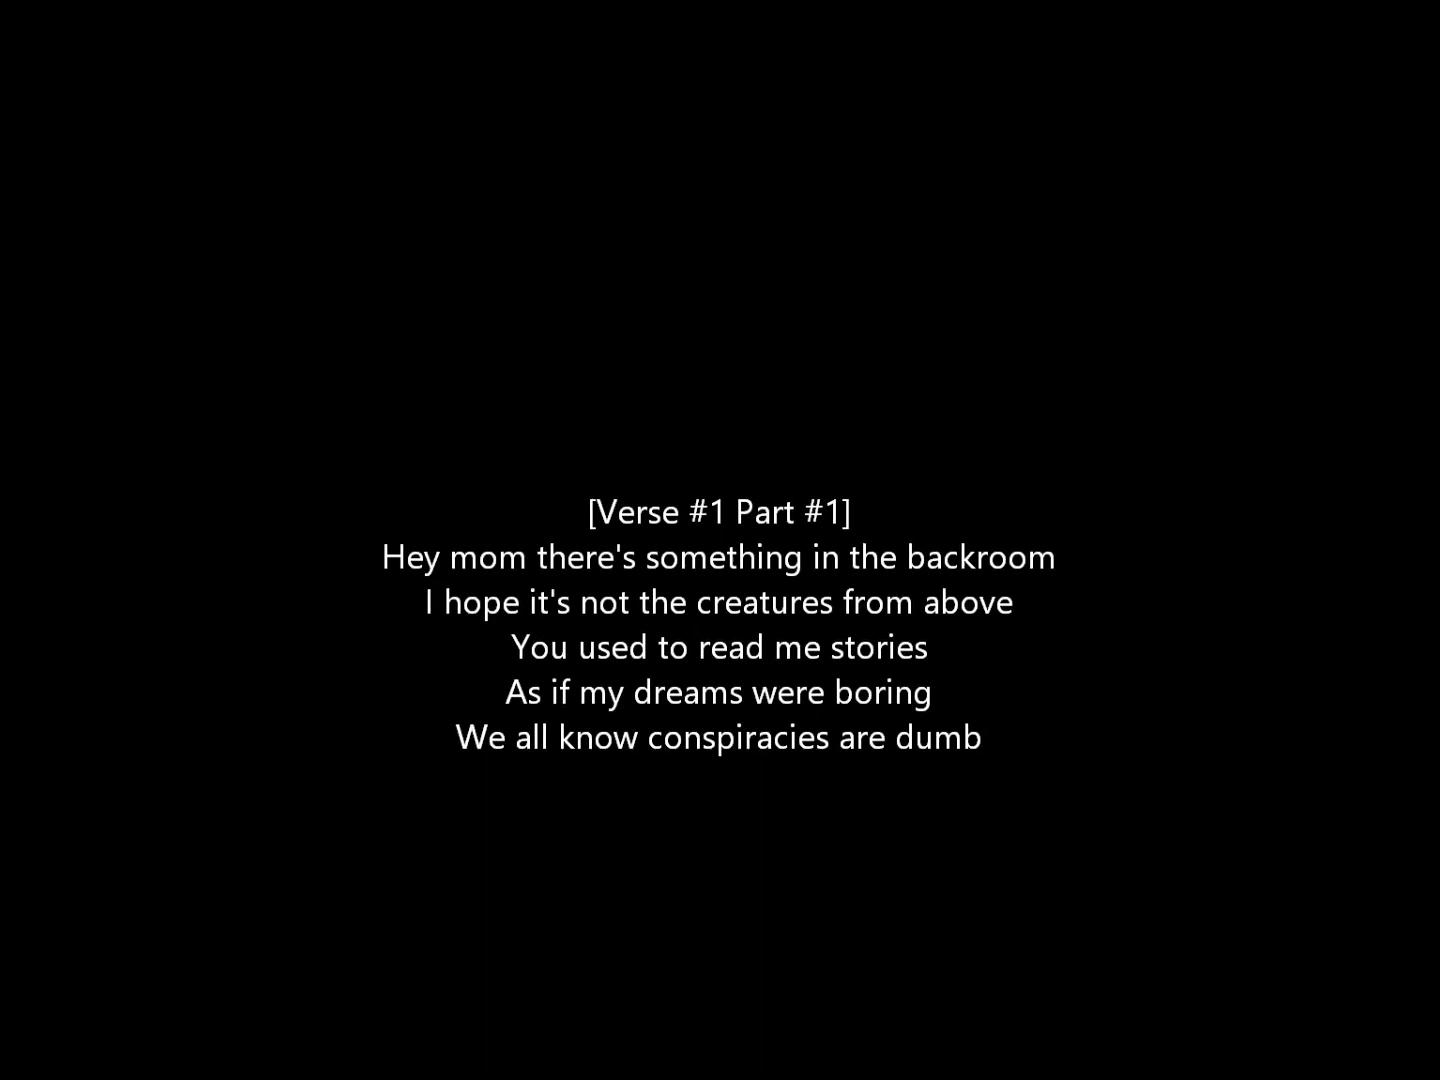 [Verse #1 Part #1]
Hey mom there's something in the backroom
I hope it's not the creatures from above
You used to read me stories
As if my dreams were boring
We all know conspiracies are dumb